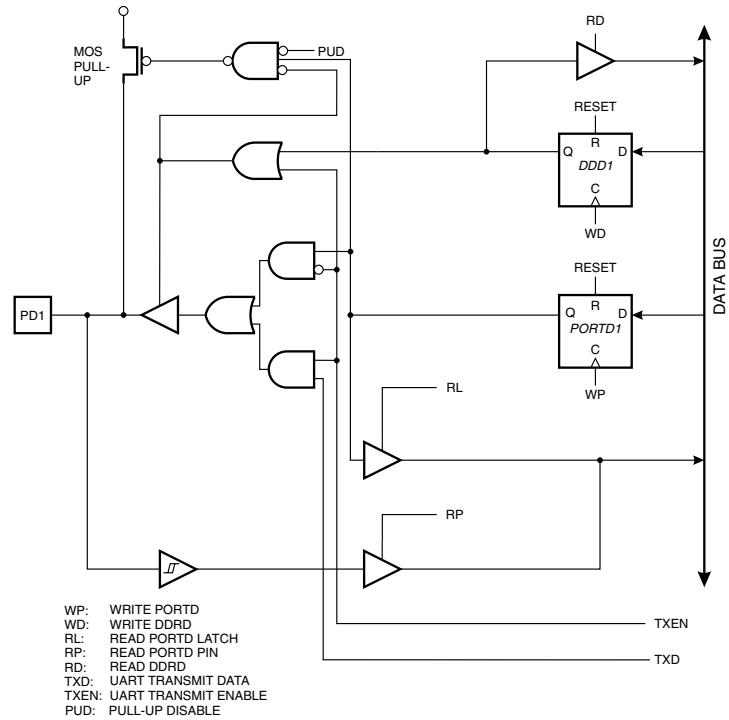 RD
MOS
PULL-
UP
PUD
RESET
R
Q
D
DDD1
C
WD
DATA BUS
RESET
R
Q
D
PORTD1
C
WP
PD1
RL
RP
WP: WRITE PORTD
WD: WRITE DDRD
RL: READ PORTD LATCH
RP: READ PORTD PIN
RD: READ DDRD
TXD: UART TRANSMIT DATA
TXEN: UART TRANSMIT ENABLE
PUD: PULL-UP DISABLE
TXEN
TXD